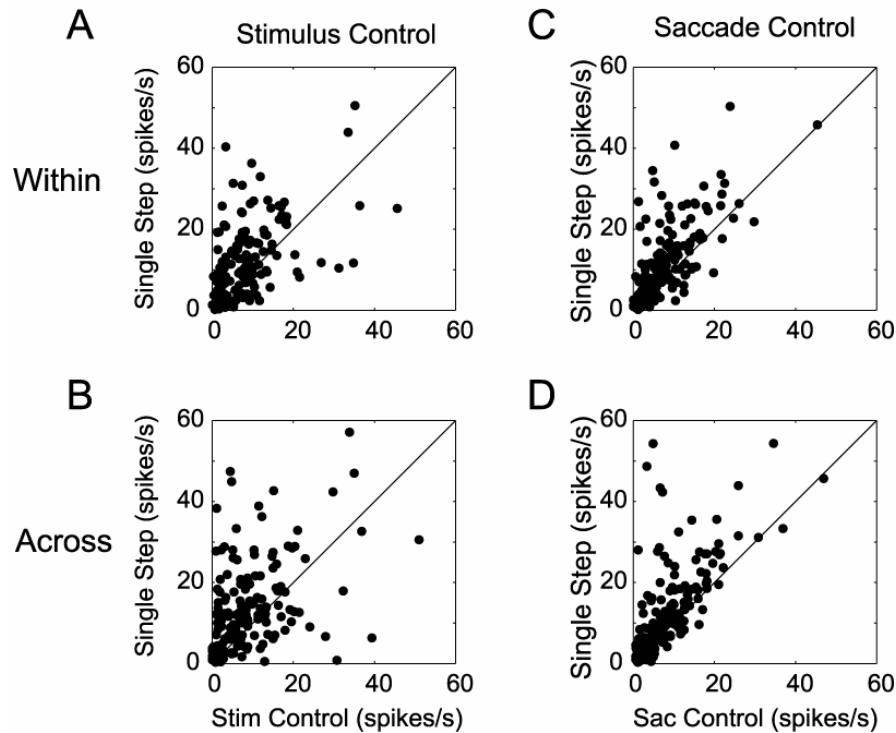 A
Stimulus Control
C
Saccade Control
Within
Single Step (spikes/s)
60
40
20
0
0
20
40
60
Single Step (spikes/s)
60
40
20
0
0
20
40
60
B
D
Across
Single Step (spikes/s)
60
40
20
0
0
20
40
60
Stim Control (spikes/s)
Single Step (spikes/s)
60
40
20
0
0
20
40
60
Sac Control (spikes/s)